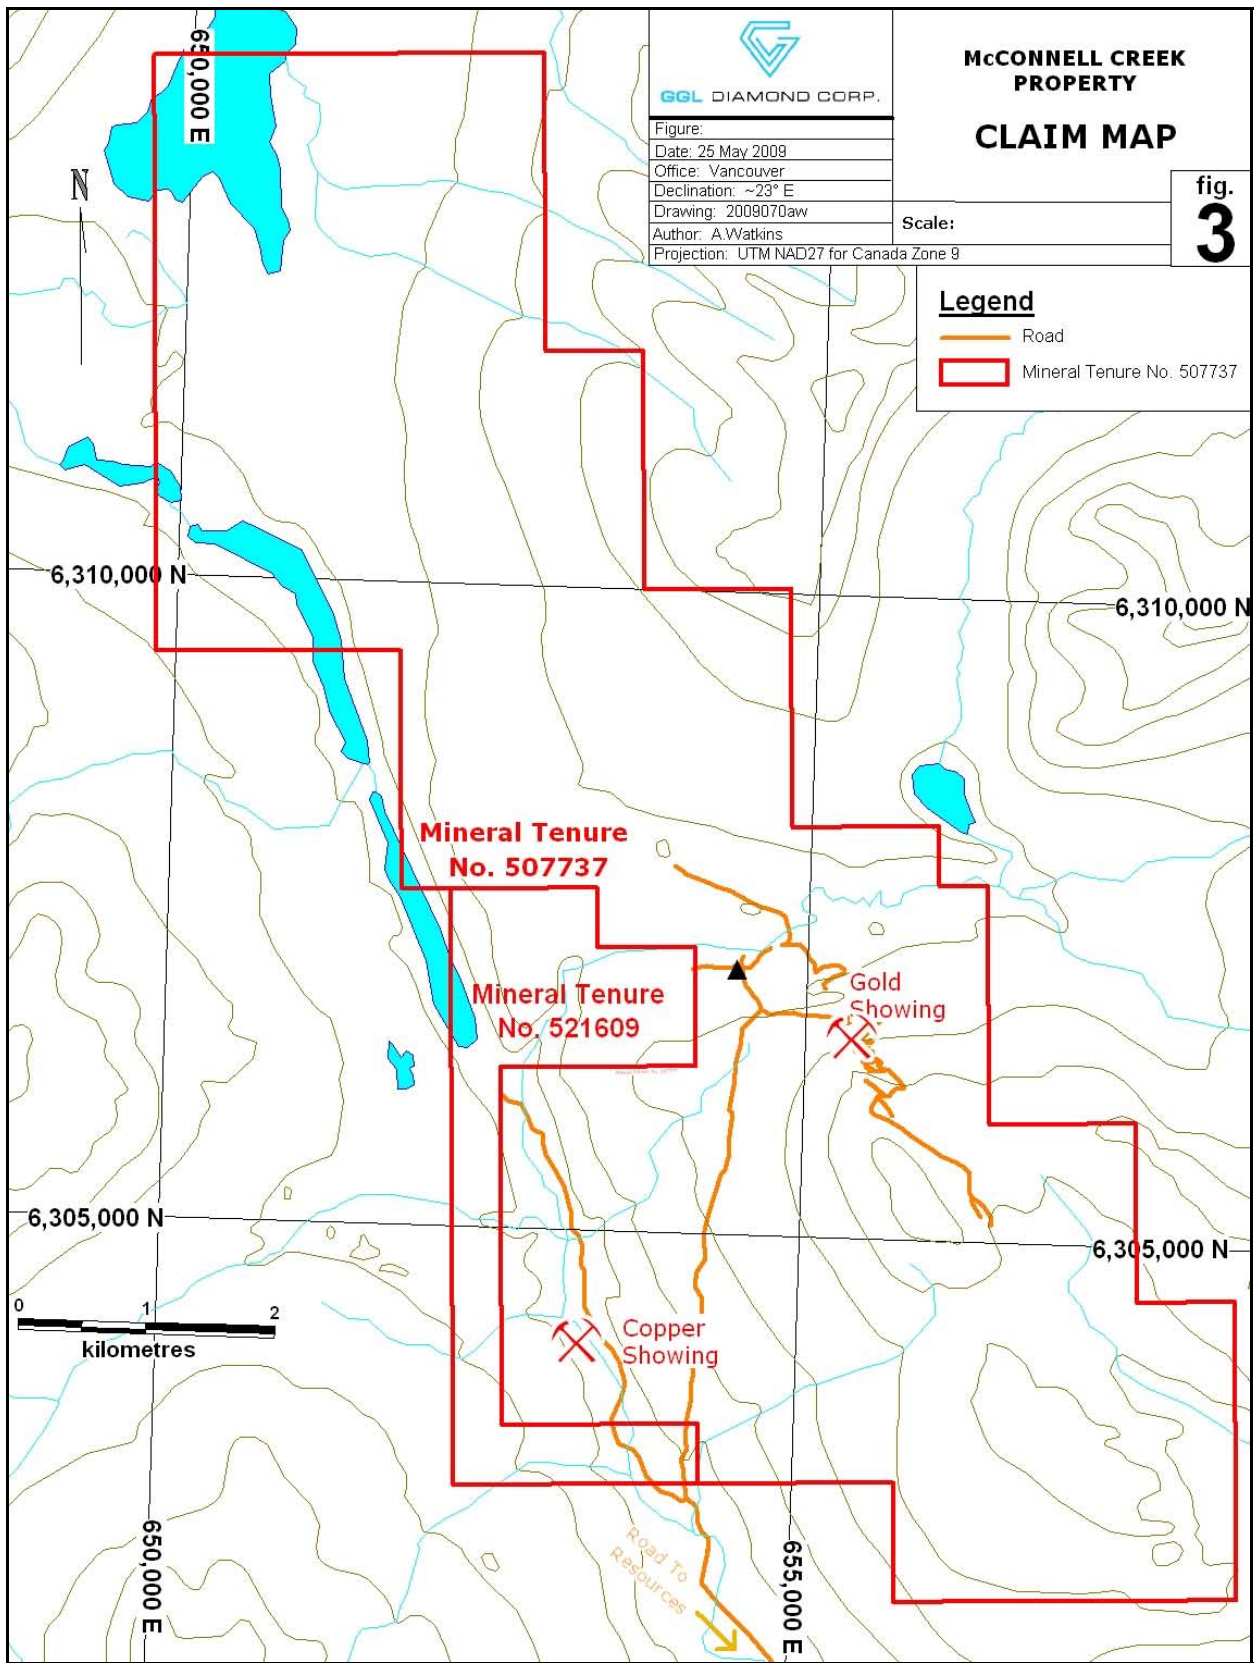 GGL DIAMOND CORP.
McCONNELL CREEK
PROPERTY
CLAIM MAP
Figure:
Date: 25 May 2009
Office: Vancouver
Declination: ~23° E
Drawing: 2009070aw
Author: A.Watkins
Projection: UTM NAD27 for Canada Zone 9
Scale:
fig.
3
Legend
Road
Mineral Tenure No. 507737
650,000 E
N
6,310,000 N
6,310,000 N
Mineral Tenure
No. 507737
Mineral Tenure
No. 521609
Gold
Showing
6,305,000 N
6,305,000 N
0 1 2
kilometres
Copper
Showing
650,000 E
655,000 E
Road To
Resources